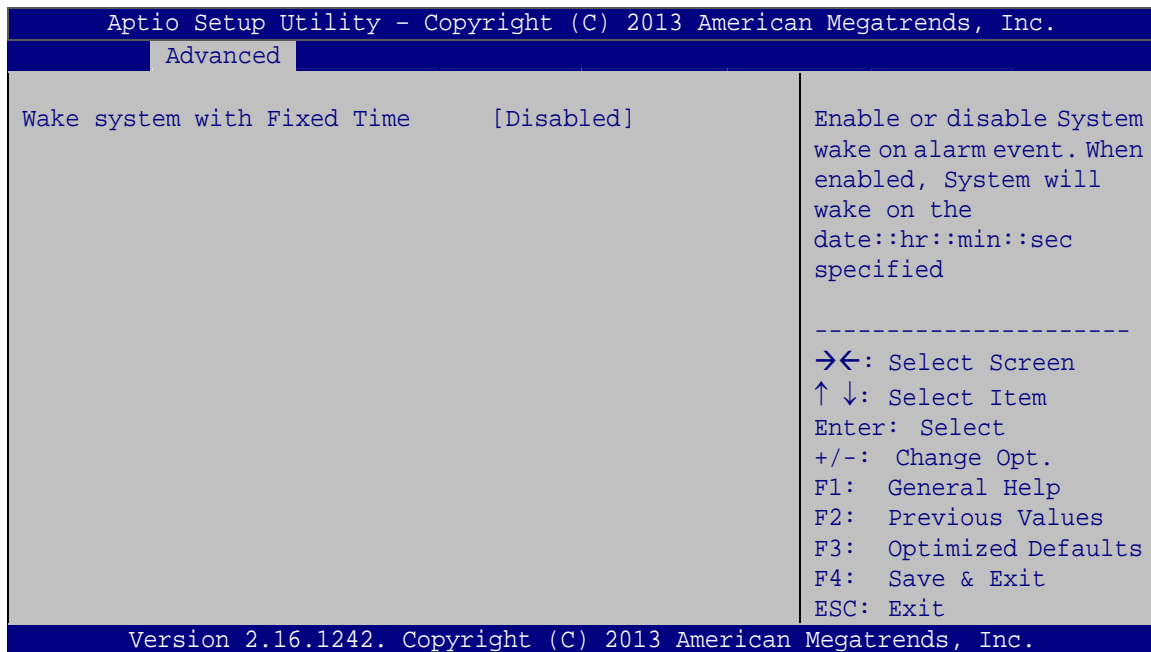 Aptio Setup Utility – Copyright (C) 2013 American Megatrends, Inc.
Advanced
Wake system with Fixed Time [Disabled]
Enable or disable System
wake on alarm event. When
enabled, System will
wake on the
date::hr::min::sec
specified
----------------------
→←: Select Screen
↑ ↓: Select Item
Enter: Select
+/-: Change Opt.
F1: General Help
F2: Previous Values
F3: Optimized Defaults
F4: Save & Exit
ESC: Exit
Version 2.16.1242. Copyright (C) 2013 American Megatrends, Inc.